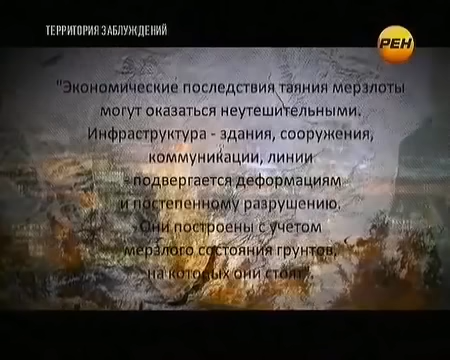 ТЕРРИТОРИЯ ЗАБЛУЖДЕНИЙ
РЕН
"Экономические последствия таяния мерзлоты
могут оказаться неутешительными.
Инфраструктура - здания, сооружения,
коммуникации, линии
- подвергается деформациям
и постепенному разрушению.
Они построены с учетом
мерзлого состояния грунтов,
на которых они стоят".